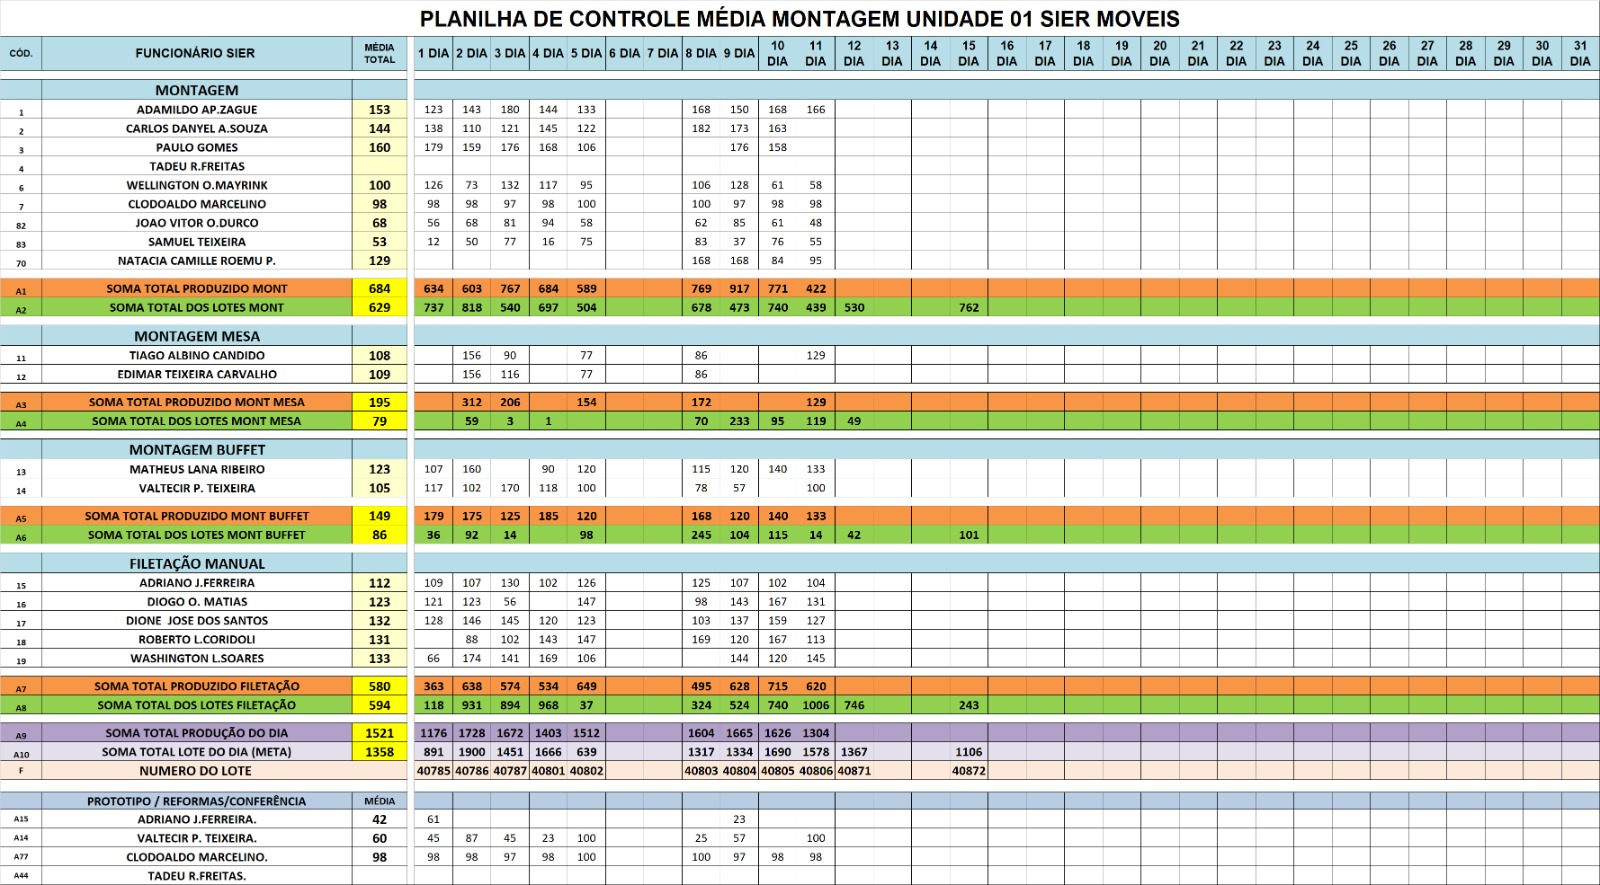 PLANILHA DE CONTROLE MÉDIA MONTAGEM UNIDADE 01 SIER MOVEIS
CÓD. FUNCIONÁRIO SIER MÉDIA TOTAL 1 DIA 2 DIA 3 DIA 4 DIA 5 DIA 6 DIA 7 DIA 8 DIA 9 DIA 10 DIA 11 DIA 12 DIA 13 DIA 14 DIA 15 DIA 16 DIA 17 DIA 18 DIA 19 DIA 20 DIA 21 DIA 22 DIA 23 DIA 24 DIA 25 DIA 26 DIA 27 DIA 28 DIA 29 DIA 30 DIA 31 DIA
MONTAGEM
1 ADAMILDO AP.ZAGUE 153 123 143 180 144 133 168 150 168 166
2 CARLOS DANYEL A.SOUZA 144 138 110 121 145 122 182 173 163
3 PAULO GOMES 160 179 159 176 168 106 176 158
4 TADEU R.FREITAS
6 WELLINGTON O.MAYRINK 100 126 73 132 117 95 106 128 61 58
7 CLODOALDO MARCELINO 98 98 98 97 98 100 100 97 98 98
82 JOAO VITOR O.DURCO 68 56 68 81 94 58 62 85 61 48
83 SAMUEL TEIXEIRA 53 12 50 77 16 75 83 37 76 55
70 NATACIA CAMILLE ROEMU P. 129 168 168 84 95
A1 SOMA TOTAL PRODUZIDO MONT 684 634 603 767 684 589 769 917 771 422
A2 SOMA TOTAL DOS LOTES MONT 629 737 818 540 697 504 678 473 740 439 530 762
MONTAGEM MESA
11 TIAGO ALBINO CANDIDO 108 156 90 77 86 129
12 EDIMAR TEIXEIRA CARVALHO 109 156 116 77 86
A3 SOMA TOTAL PRODUZIDO MONT MESA 195 312 206 154 172 129
A4 SOMA TOTAL DOS LOTES MONT MESA 79 59 3 1 70 233 95 119 49
MONTAGEM BUFFET
13 MATHEUS LANA RIBEIRO 123 107 160 90 120 115 120 140 133
14 VALTECIR P. TEIXEIRA 105 117 102 170 118 100 78 57 100
A5 SOMA TOTAL PRODUZIDO MONT BUFFET 149 179 175 125 185 120 168 120 140 133
A6 SOMA TOTAL DOS LOTES MONT BUFFET 86 36 92 14 98 245 104 115 14 42 101
FILETAÇÃO MANUAL
15 ADRIANO J.FERREIRA 112 109 107 130 102 126 125 107 102 104
16 DIOGO O. MATIAS 123 121 123 56 147 98 143 167 131
17 DIONE JOSE DOS SANTOS 132 128 146 145 120 123 103 137 159 127
18 ROBERTO L.CORIDOLI 131 88 102 143 147 169 120 167 113
19 WASHINGTON L.SOARES 133 66 174 141 169 106 144 120 145
A7 SOMA TOTAL PRODUZIDO FILETAÇÃO 580 363 638 574 534 649 495 628 715 620
A8 SOMA TOTAL DOS LOTES FILETAÇÃO 594 118 931 894 968 37 324 524 740 1006 746 243
A9 SOMA TOTAL PRODUÇÃO DO DIA 1521 1176 1728 1672 1403 1512 1604 1665 1626 1304
A10 SOMA TOTAL LOTE DO DIA (META) 1358 891 1900 1451 1666 639 1317 1334 1690 1578 1367 1106
F NUMERO DO LOTE 40785 40786 40787 40801 40802 40803 40804 40805 40806 40871 40872
PROTOTIPO / REFORMAS/CONFERÊNCIA MÉDIA
A15 ADRIANO J.FERREIRA. 42 61 23
A14 VALTECIR P. TEIXEIRA. 60 45 87 45 23 100 25 57 100
A77 CLODOALDO MARCELINO. 98 98 98 97 98 100 100 97 98 98
A44 TADEU R.FREITAS.